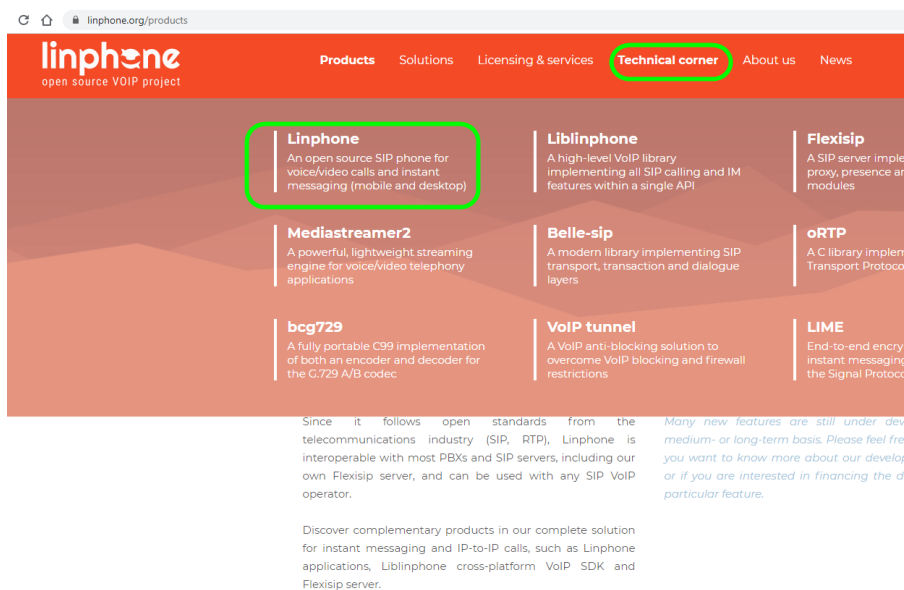 linphone.org/products
linphone
open source VOIP project
Products Solutions Licensing & services Technical corner About us News
Linphone
An open source SIP phone for
voice/video calls and instant
messaging (mobile and desktop)
Liblinphone
A high-level VoIP library
implementing all SIP calling and IM
features within a single API
Flexisip
A SIP server imple
proxy, presence a
modules
Mediastreamer2
A powerful, lightweight streaming
engine for voice/video telephony
applications
Belle-sip
A modern library implementing SIP
transport, transaction and dialogue
layers
oRTP
A C library implem
Transport Protoco
bcg729
A fully portable C99 implementation
of both an encoder and decoder for
the G.729 A/B codec
VoIP tunnel
A VoIP anti-blocking solution to
overcome VoIP blocking and firewall
restrictions
LIME
End-to-end encry
instant messaging
the Signal Protoco
Since it follows open standards from the
telecommunications industry (SIP, RTP), Linphone is
interoperable with most PBXs and SIP servers, including our
own Flexisip server, and can be used with any SIP VoIP
operator.
Discover complementary products in our complete solution
for instant messaging and IP-to-IP calls, such as Linphone
applications, Liblinphone cross-platform VoIP SDK and
Flexisip server.
Many new features are still under dev
medium- or long-term basis. Please feel fre
you want to know more about our develop
or if you are interested in financing the d
particular feature.